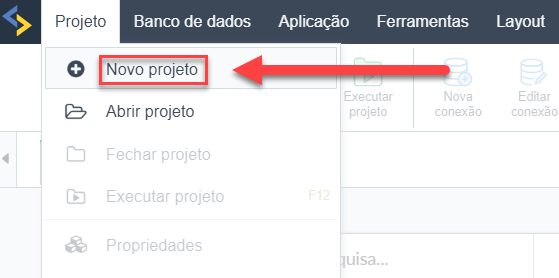 Projeto Banco de dados Aplicação Ferramentas Layout
Novo projeto
Abrir projeto
Fechar projeto
Executar projeto F12
Propriedades
Executar
projeto
Nova
conexão
Editar
conexão
quisa...